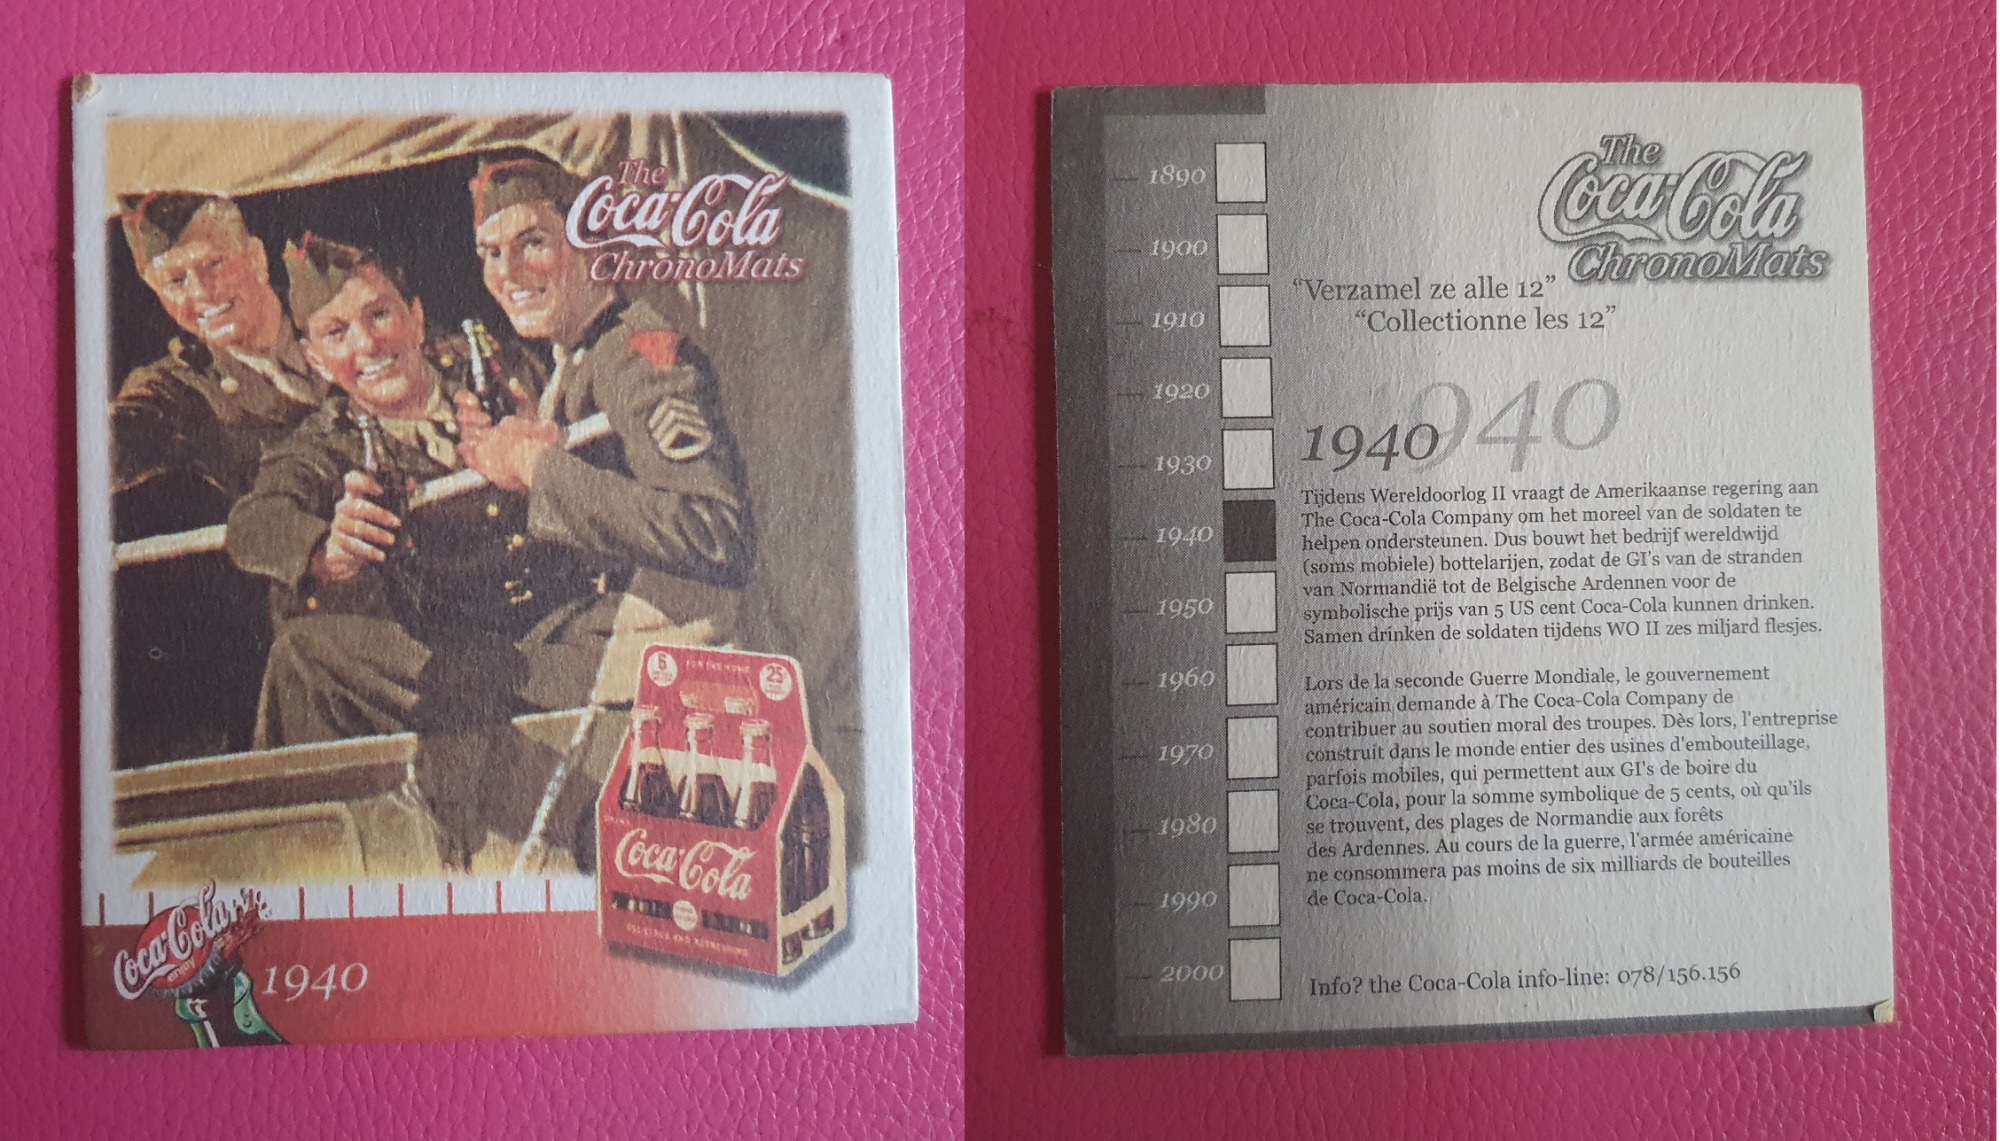 The
Coca-Cola
ChronoMats
6
FOR THE HOME
25¢
Coca-Cola
DELICIOUS AND REFRESHING
Coca-Cola
enjoy
1940
The
Coca-Cola
ChronoMats
"Verzamel ze alle 12"
"Collectionne les 12"
1890
1900
1910
1920
1930
1940
1950
1960
1970
1980
1990
2000
1940
940
Tijdens Wereldoorlog II vraagt de Amerikaanse regering aan
The Coca-Cola Company om het moreel van de soldaten te
helpen ondersteunen. Dus bouwt het bedrijf wereldwijd
(soms mobiele) bottelarijen, zodat de GI's van de stranden
van Normandië tot de Belgische Ardennen voor de
symbolische prijs van 5 US cent Coca-Cola kunnen drinken.
Samen drinken de soldaten tijdens WO II zes miljard flesjes.
Lors de la seconde Guerre Mondiale, le gouvernement
américain demande à The Coca-Cola Company de
contribuer au soutien moral des troupes. Dès lors, l'entreprise
construit dans le monde entier des usines d'embouteillage,
parfois mobiles, qui permettent aux GI's de boire du
Coca-Cola, pour la somme symbolique de 5 cents, où qu'ils
se trouvent, des plages de Normandie aux forêts
des Ardennes. Au cours de la guerre, l'armée américaine
ne consommera pas moins de six milliards de bouteilles
de Coca-Cola.
Info? the Coca-Cola info-line: 078/156.156